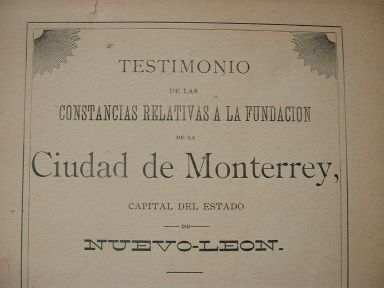 TESTIMONIO
DE LAS
CONSTANCIAS RELATIVAS A LA FUNDACION
DE LA
Ciudad de Monterrey,
CAPITAL DEL ESTADO
DE
NUEVO-LEON.